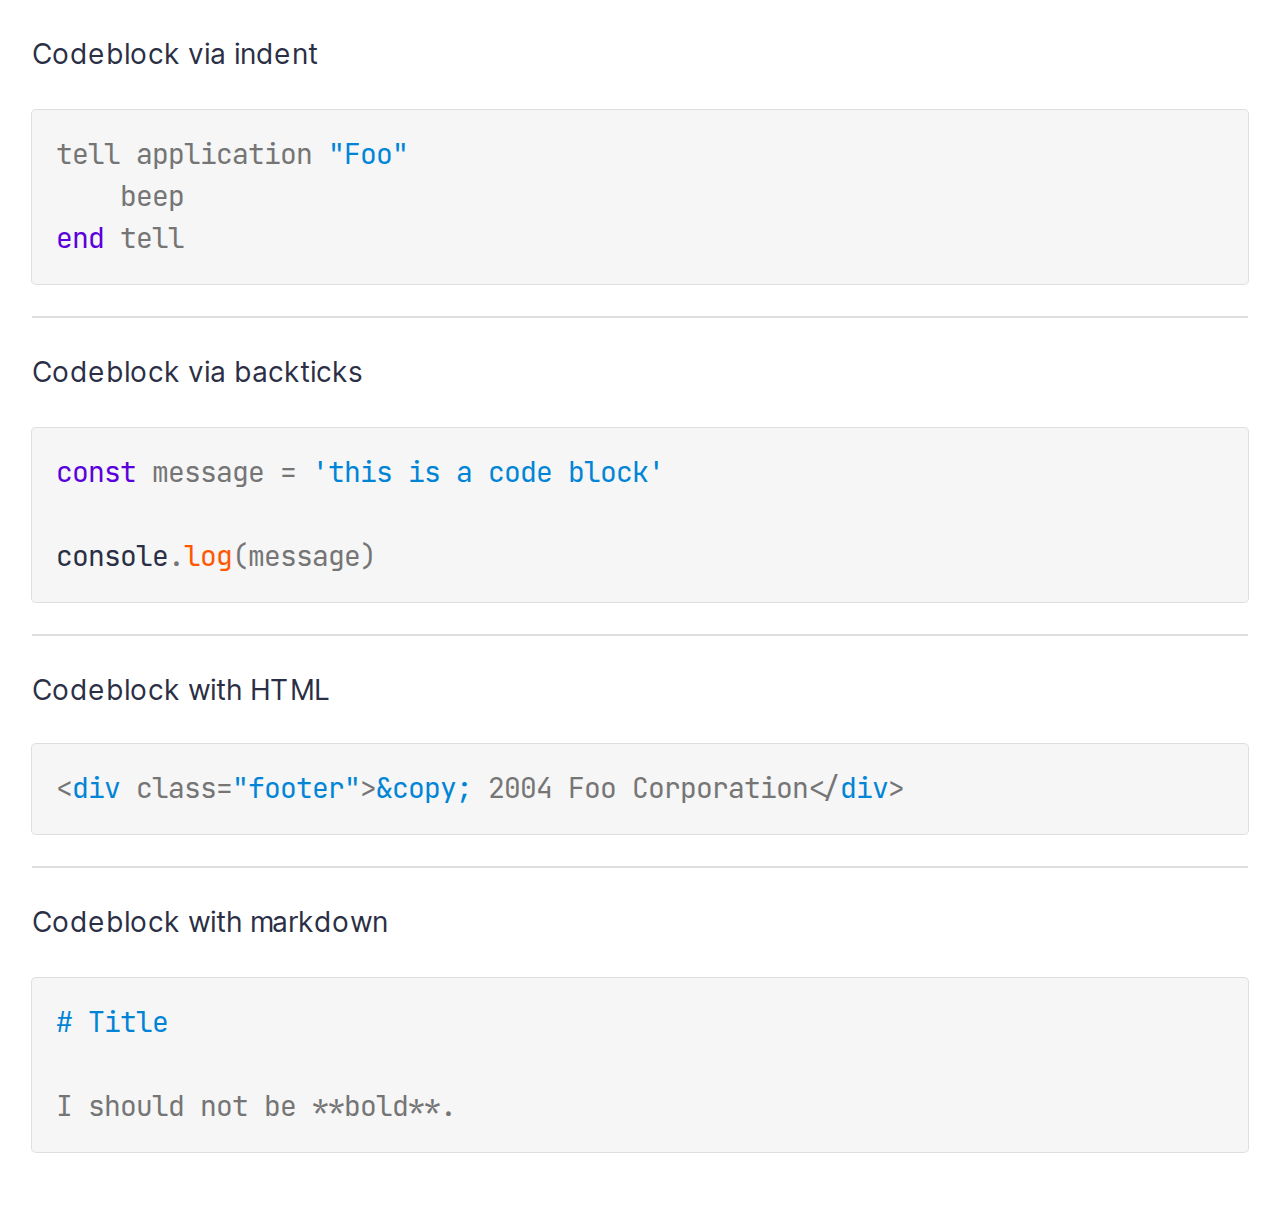 Codeblock via indent
tell application "Foo"
    beep
end tell
Codeblock via backticks
const message = 'this is a code block'
console.log(message)
Codeblock with HTML
<div class="footer">&copy; 2004 Foo Corporation</div>
Codeblock with markdown
# Title
I should not be **bold**.